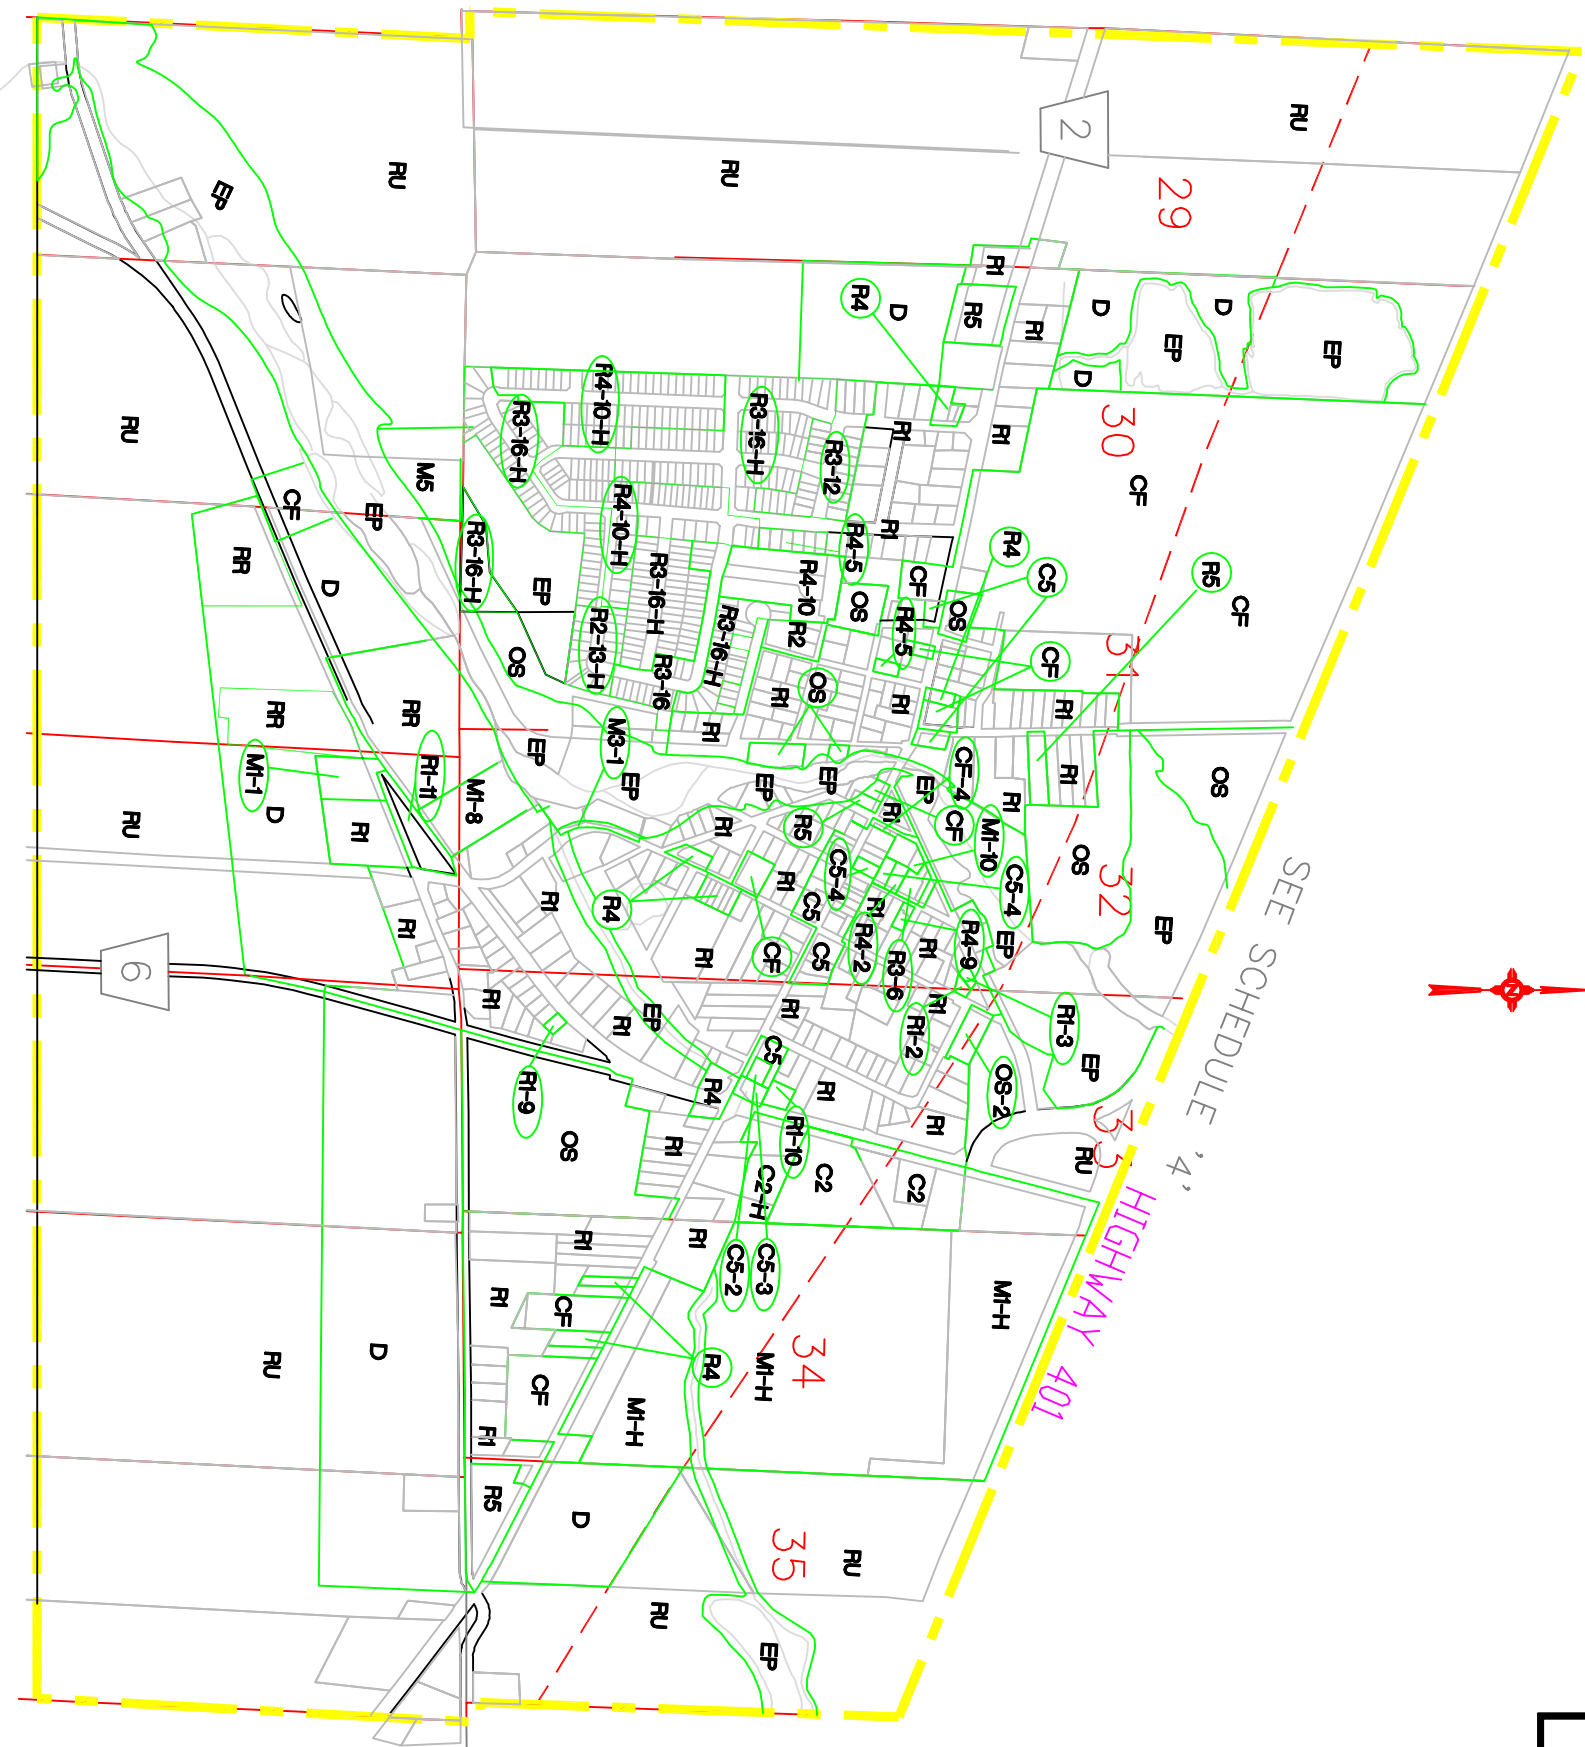 RU
2
29
RU
RU
EP
R1
R5
R4
D
R1
D
D
EP
EP
D
30
R1
R1
CF
R4-10-H
R3-16-H
R3-16-H
R3-12
RU
M5
CF
EP
R4-10-H
R1
R4-5
R4
C5
R5
CF
R3-16-H
EP
R3-16-H
R4-10
OS
CF
OS
RR
D
R2-13-H
R3-16-H
R2
R4-5
CF
31
OS
R3-16
R1
OS
R1
R1
RR
RR
M3-1
R1
EP
EP
EP
EP
EP
CF-4
R1
R1
OS
M1-1
R1-11
M1-8
D
RU
R1
R1
R5
R1
CF
M1-10
OS
32
R1
R4
R1
C5-4
C5-4
C5
R1
R1
R1
CF
C5
R4-2
R3-6
R1
R4-9
EP
EP
6
R1
R1
EP
R1
R1
R1-2
R1-3
EP
SEE SCHEDULE '4'
R1-9
R4
C5
R1
R1
OS-2
33
OS
R1
R1-10
C2
C2-H
C2
RU
HIGHWAY 401
R1
R1
C5-2
C5-3
R1
CF
M1-H
RU
D
CF
R4
M1-H
34
R1
M1-H
R5
D
35
RU
RU
EP
N